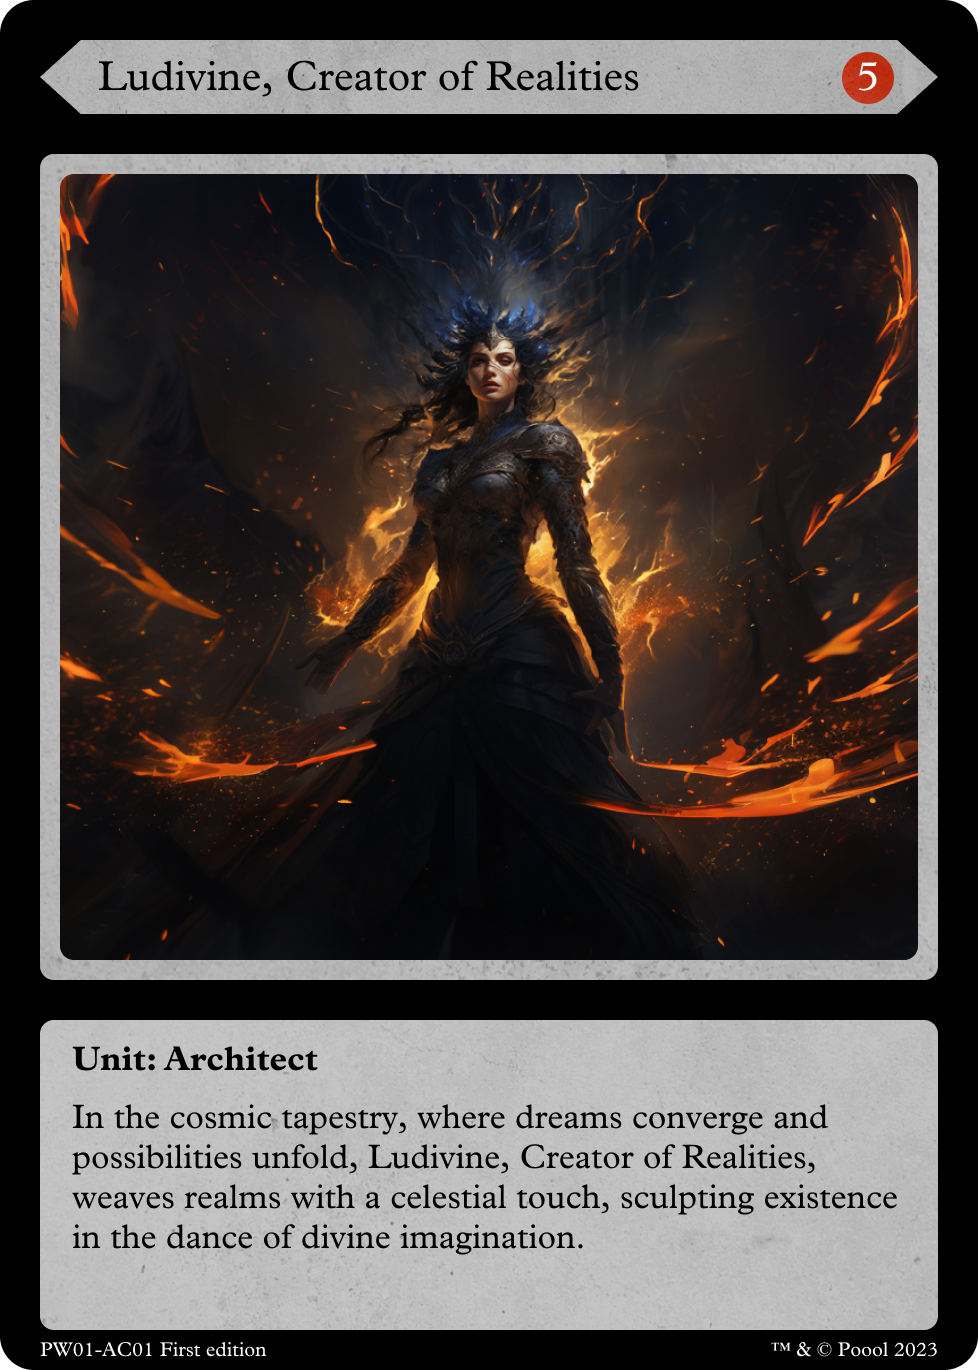 Ludivine, Creator of Realities
5
Unit: Architect
In the cosmic tapestry, where dreams converge and
possibilities unfold, Ludivine, Creator of Realities,
weaves realms with a celestial touch, sculpting existence
in the dance of divine imagination.
PW01-AC01 First edition
™ & © Poool 2023